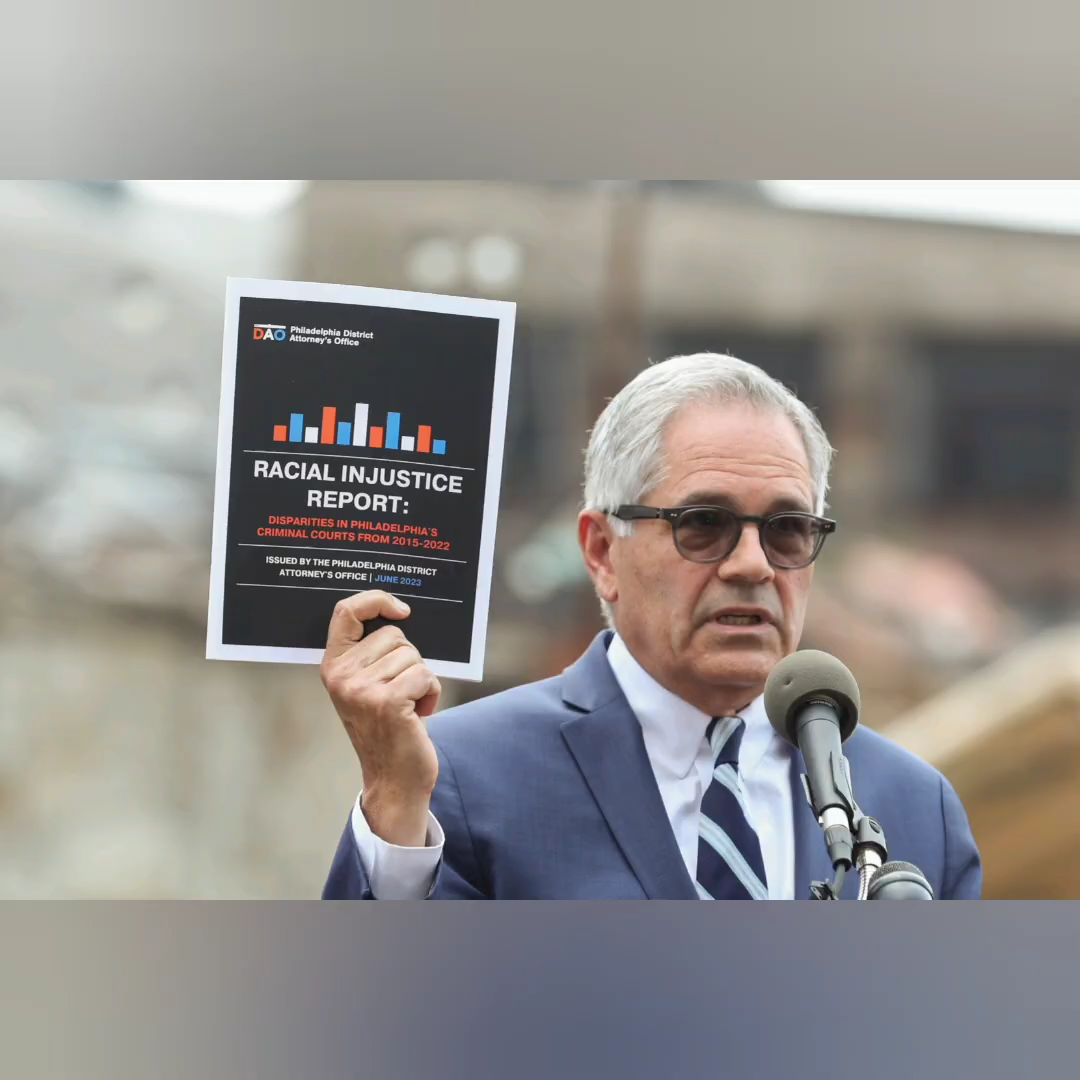 DAO Philadelphia District
Attorney's Office
RACIAL INJUSTICE
REPORT:
DISPARITIES IN PHILADELPHIA'S
CRIMINAL COURTS FROM 2015-2022
ISSUED BY THE PHILADELPHIA DISTRICT
ATTORNEY'S OFFICE | JUNE 2023